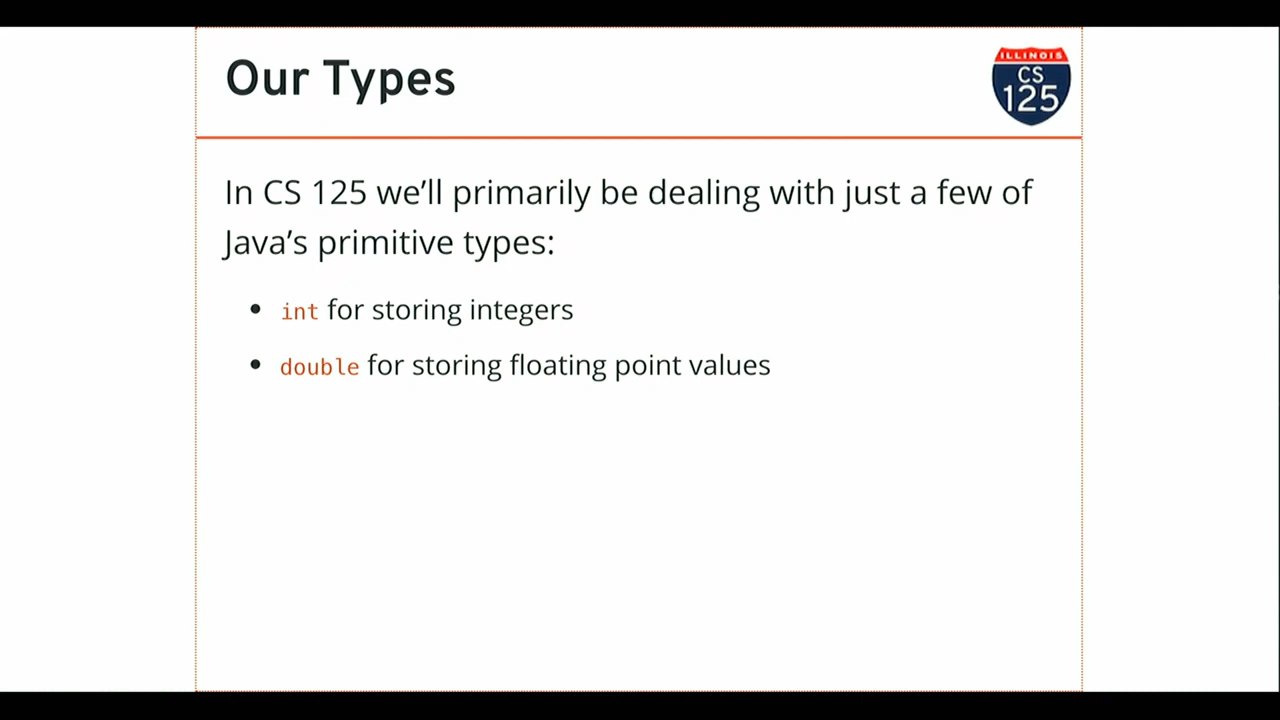 Our Types
ILLINOIS
CS
125
In CS 125 we’ll primarily be dealing with just a few of
Java’s primitive types:
• int for storing integers
• double for storing floating point values